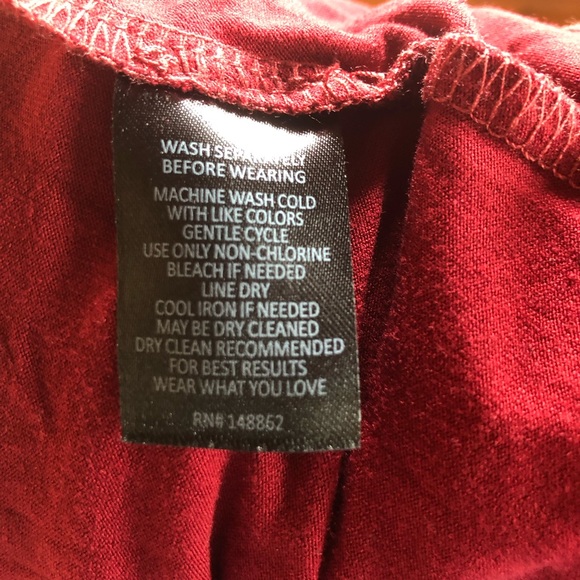 WASH SEPARATELY
BEFORE WEARING
MACHINE WASH COLD
WITH LIKE COLORS
GENTLE CYCLE
USE ONLY NON-CHLORINE
BLEACH IF NEEDED
LINE DRY
COOL IRON IF NEEDED
MAY BE DRY CLEANED
DRY CLEAN RECOMMENDED
FOR BEST RESULTS
WEAR WHAT YOU LOVE
RN# 148862